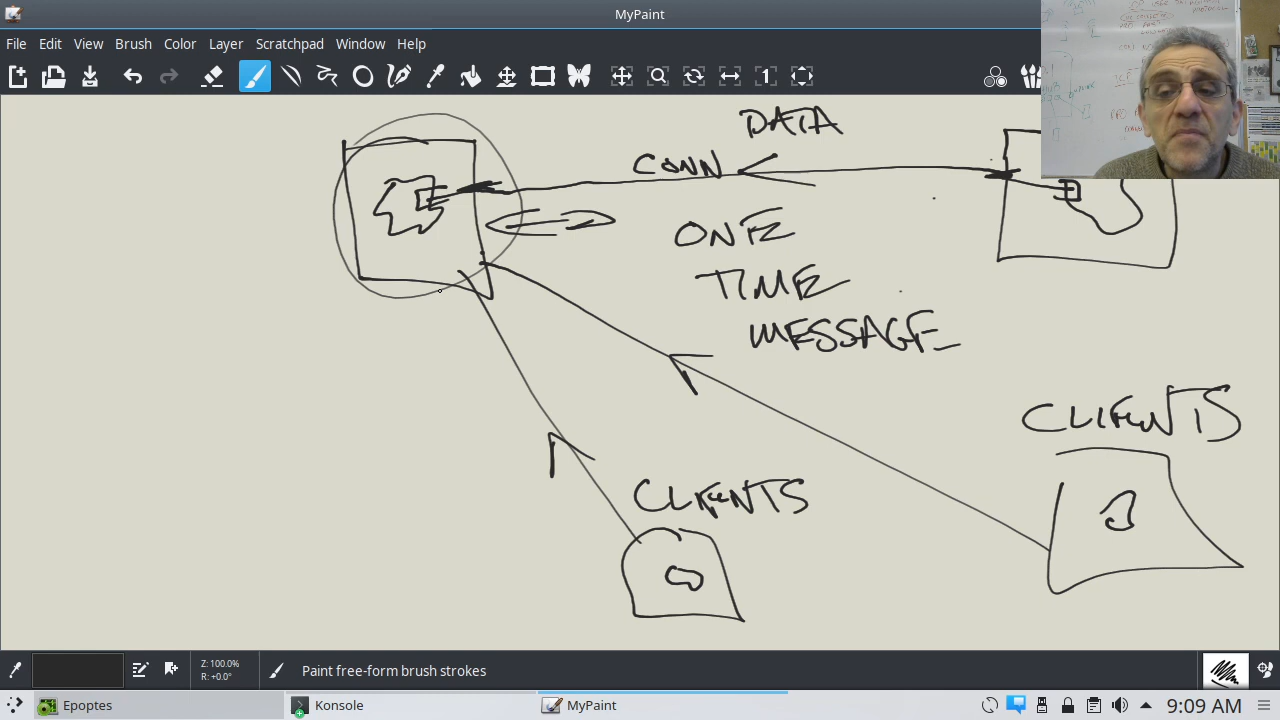 MyPaint
File Edit View Brush Color Layer Scratchpad Window Help
DATA
CONN
ONE
TIME
MESSAGE
CLIENTS
CLIENTS
Z: 100.0%
R: +0.0°
Paint free-form brush strokes
Epoptes
Konsole
MyPaint
9:09 AM